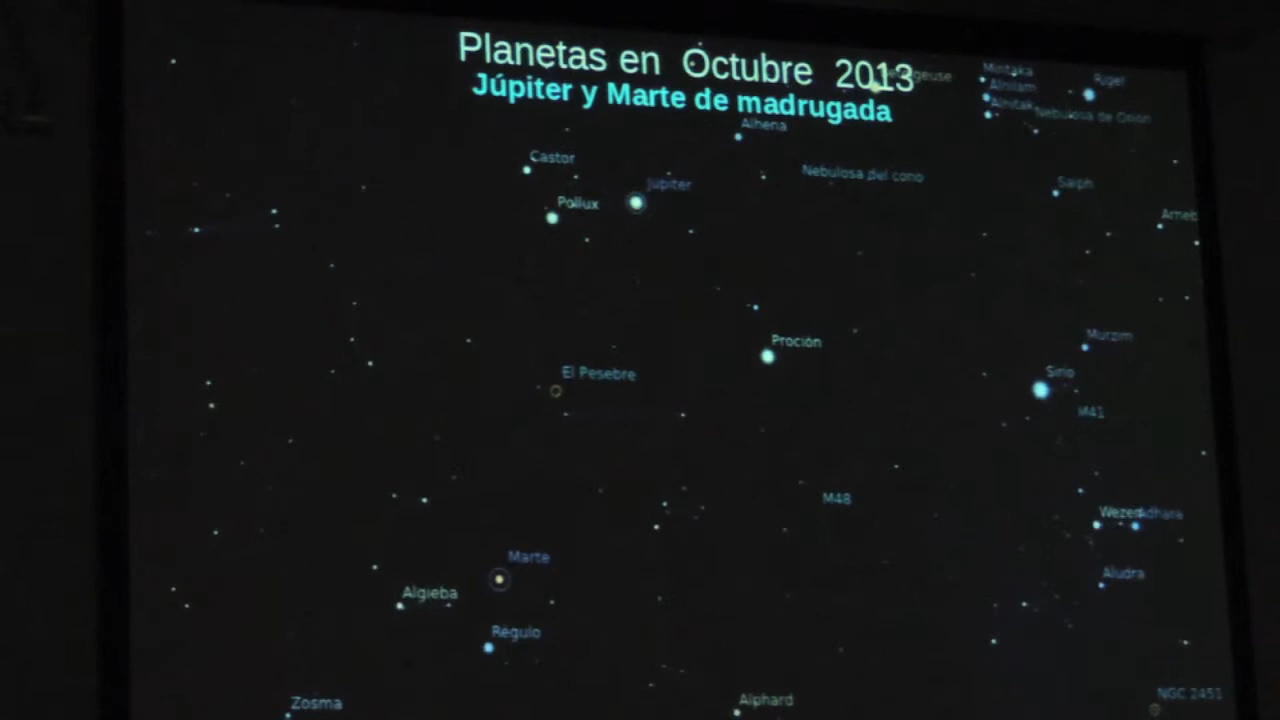 Planetas en Octubre 2013
Júpiter y Marte de madrugada
Mintaka
Rigel
Alnilam
Alnitak
Nebulosa de Orion
Alhena
Castor
Nebulosa del cono
Júpiter
Saiph
Pollux
Arneb
Murzim
Proción
Sirio
El Pesebre
M41
M48
Wezen
Adhara
Marte
Aludra
Algieba
Régulo
NGC 2451
Zosma
Alphard